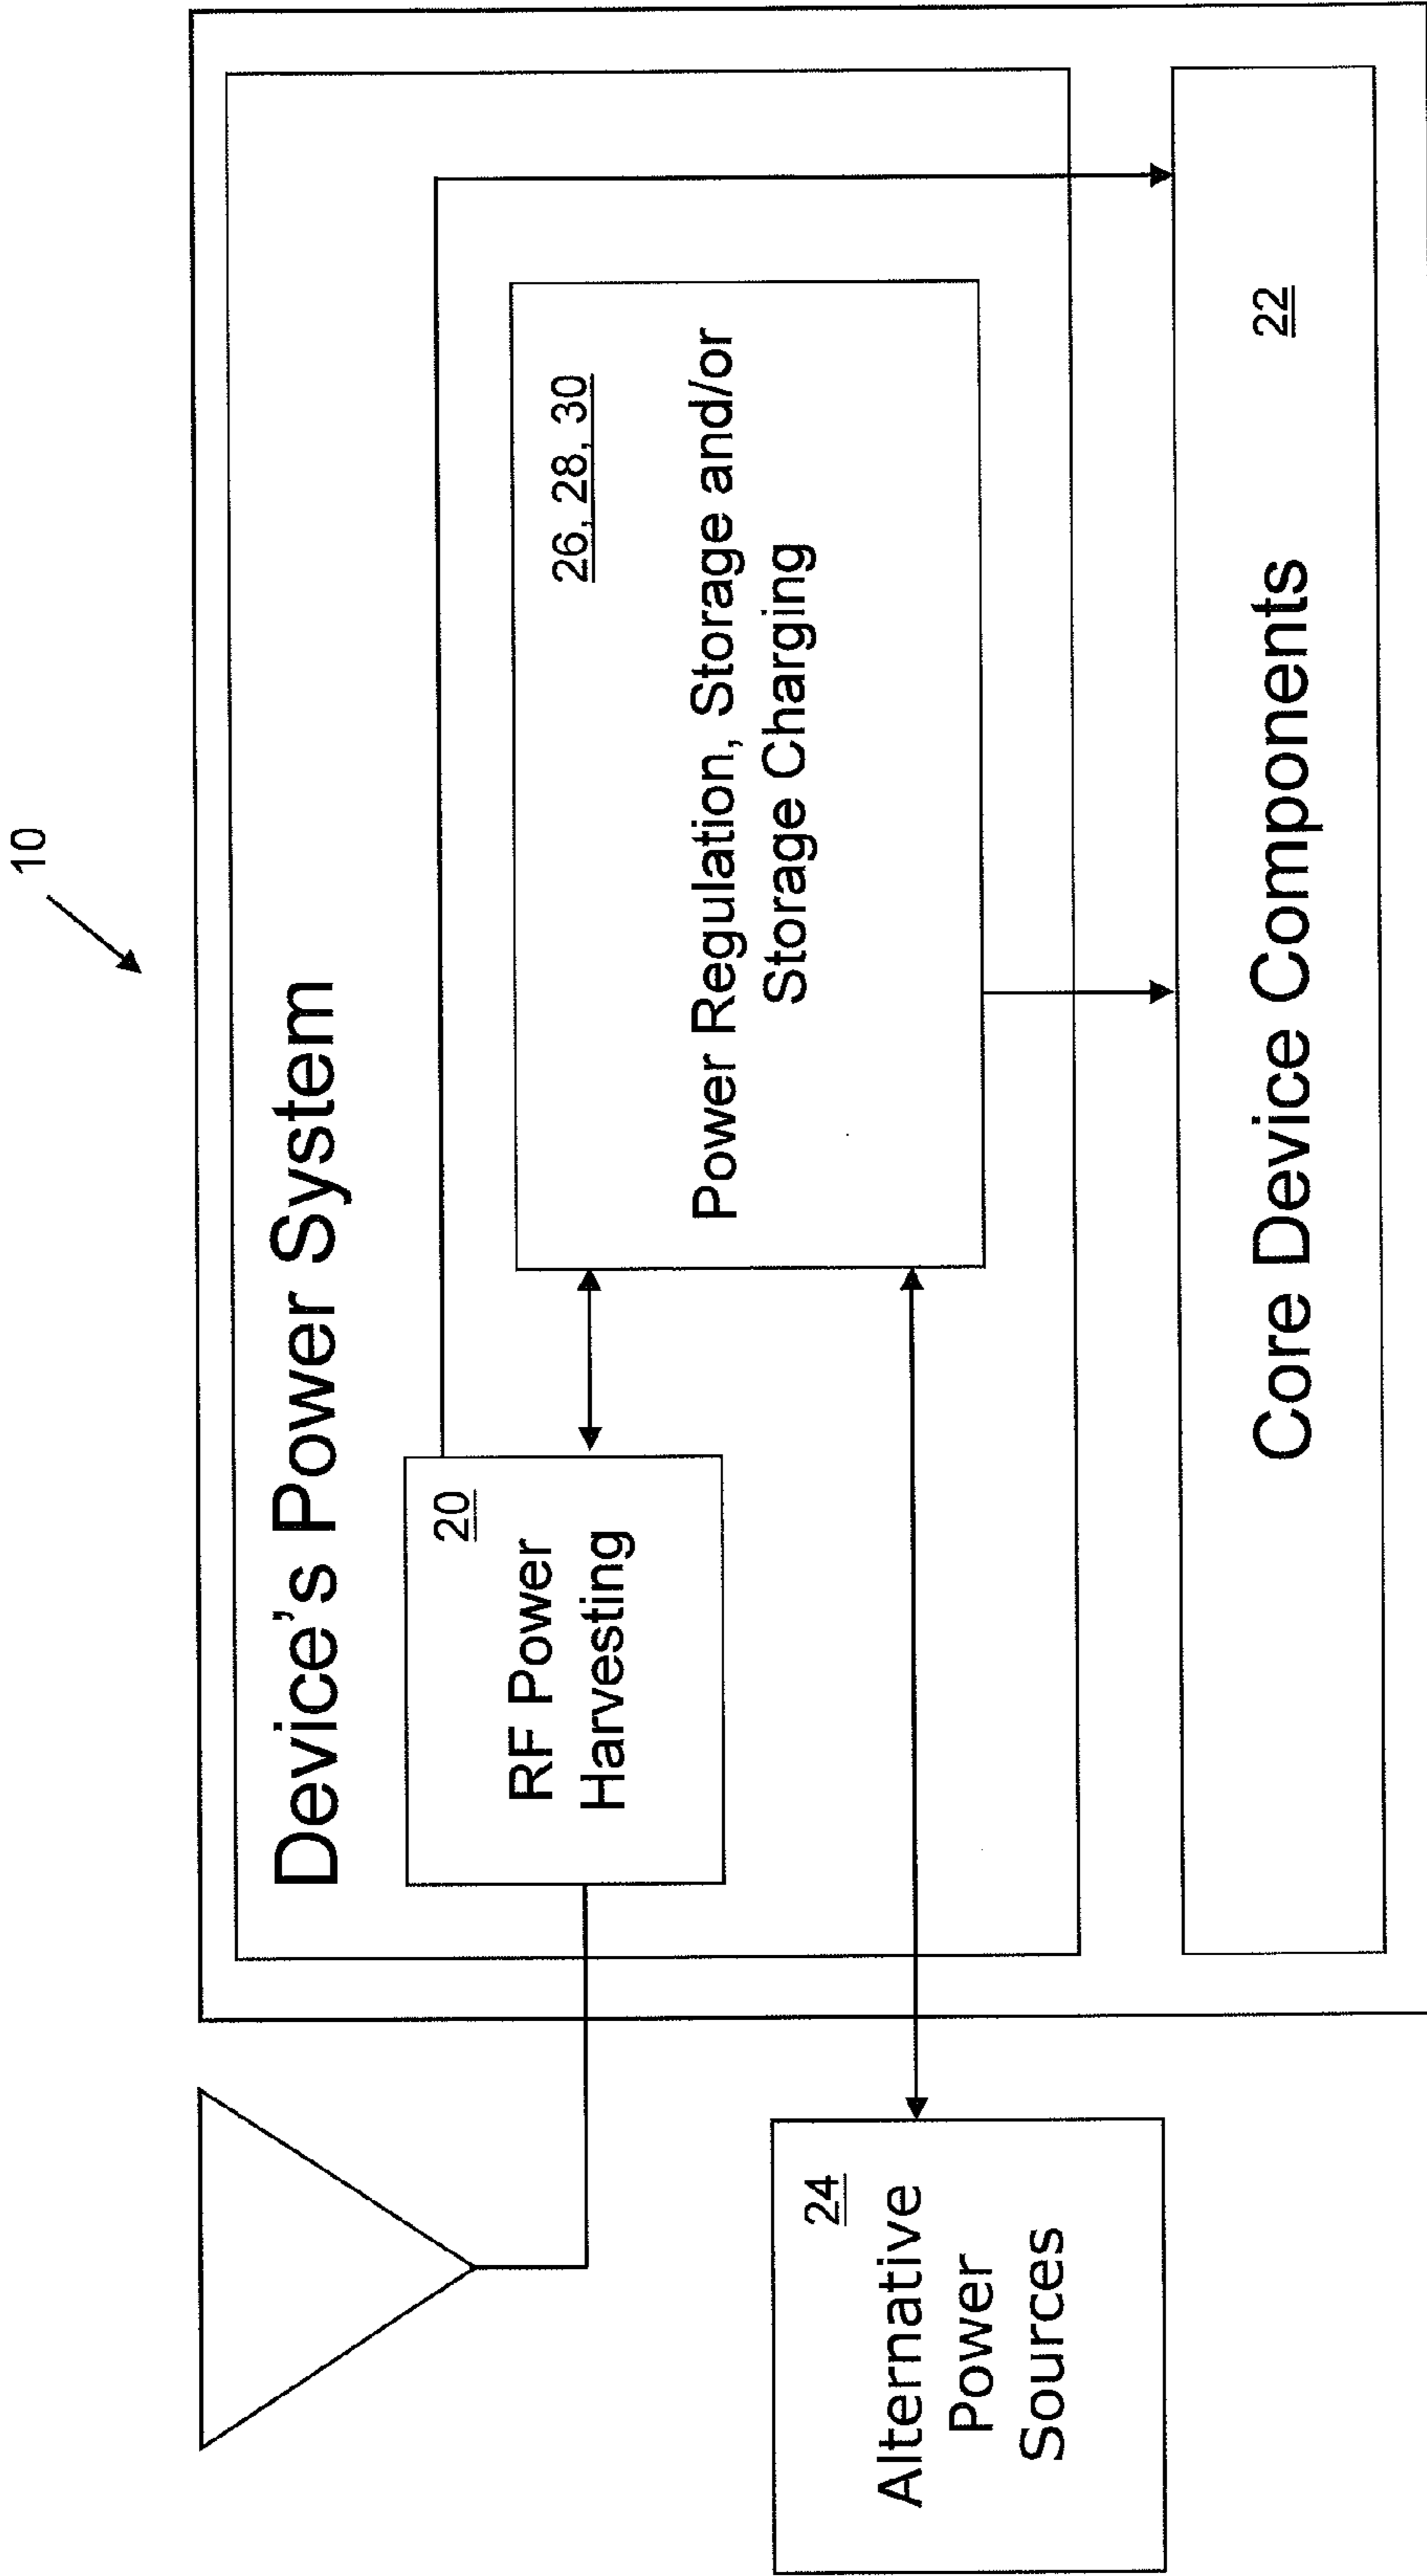 10
Device’s Power System
20
RF Power
Harvesting
26, 28, 30
Power Regulation, Storage and/or
Storage Charging
24
Alternative
Power
Sources
Core Device Components
22